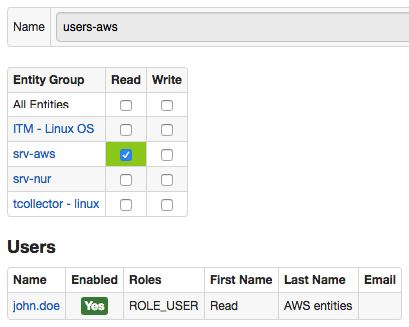 Name users-aws
Entity Group Read Write
All Entities
ITM - Linux OS
srv-aws
srv-nur
tcollector - linux
Users
Name Enabled Roles First Name Last Name Email
john.doe Yes ROLE_USER Read AWS entities